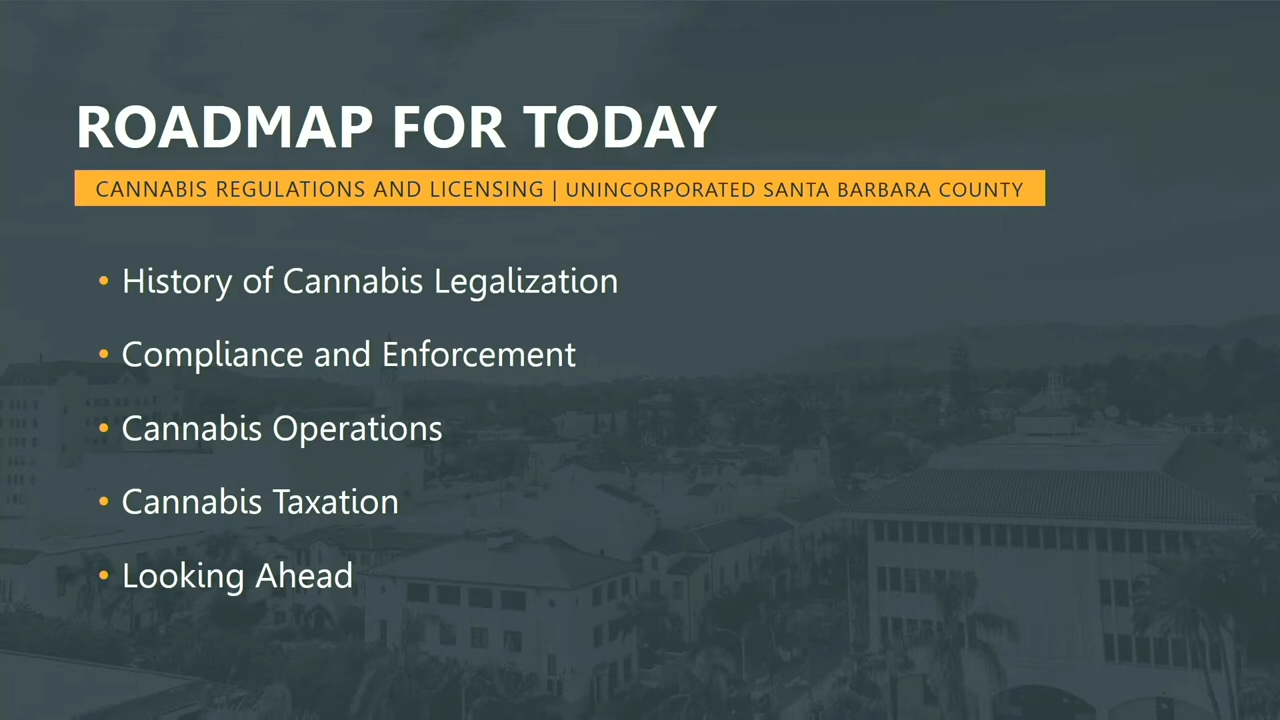 ROADMAP FOR TODAY
CANNABIS REGULATIONS AND LICENSING | UNINCORPORATED SANTA BARBARA COUNTY
• History of Cannabis Legalization
• Compliance and Enforcement
• Cannabis Operations
• Cannabis Taxation
• Looking Ahead